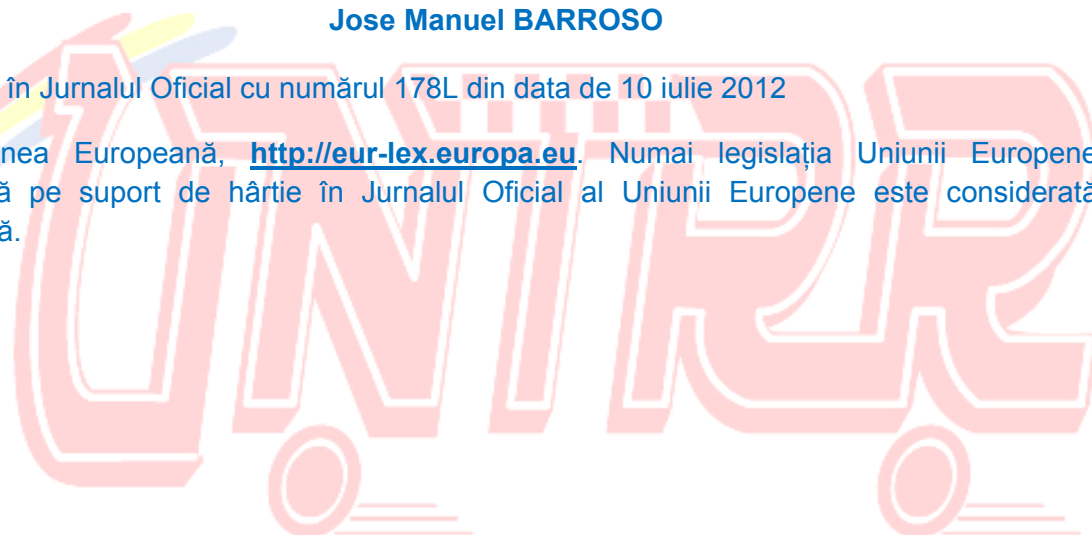 Jose Manuel BARROSO
în Jurnalul Oficial cu numărul 178L din data de 10 iulie 2012
nea Europeană, http://eur-lex.europa.eu. Numai legislația Uniunii Europene
ă pe suport de hârtie în Jurnalul Oficial al Uniunii Europene este considerată
ă.
UNTRR